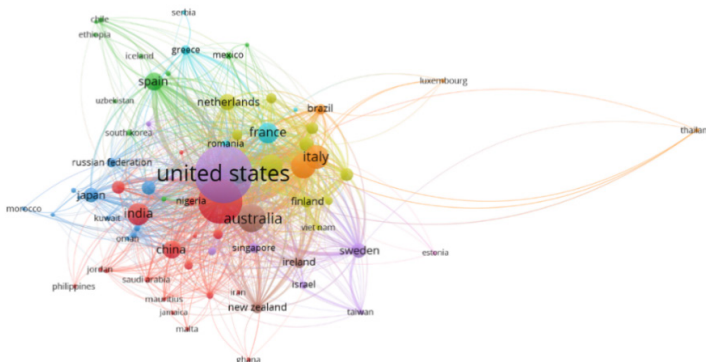 serbia
chile
ethiopia
greece
mexico
iceland
spain
luxembourg
uzbekistan
netherlands
brazil
south korea
france
thailan
romania
russian federation
italy
united states
japan
nigeria
finland
morocco
kuwait
india
australia
viet nam
oman
china
singapore
sweden
estonia
ireland
jordan
saudi arabia
israel
philippines
iran
mauritius
new zealand
jamaica
taiwan
malta
ghana